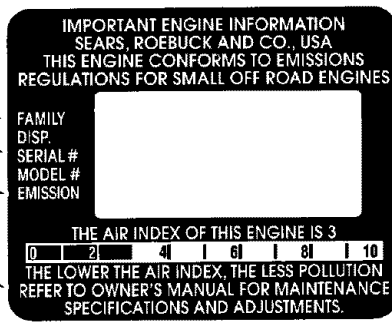 IMPORTANT ENGINE INFORMATION
SEARS, ROEBUCK AND CO., USA
THIS ENGINE CONFORMS TO EMISSIONS
REGULATIONS FOR SMALL OFF ROAD ENGINES
FAMILY
DISP.
SERIAL #
MODEL #
EMISSION
THE AIR INDEX OF THIS ENGINE IS 3
0 2 4 6 8 10
THE LOWER THE AIR INDEX, THE LESS POLLUTION
REFER TO OWNER'S MANUAL FOR MAINTENANCE
SPECIFICATIONS AND ADJUSTMENTS.